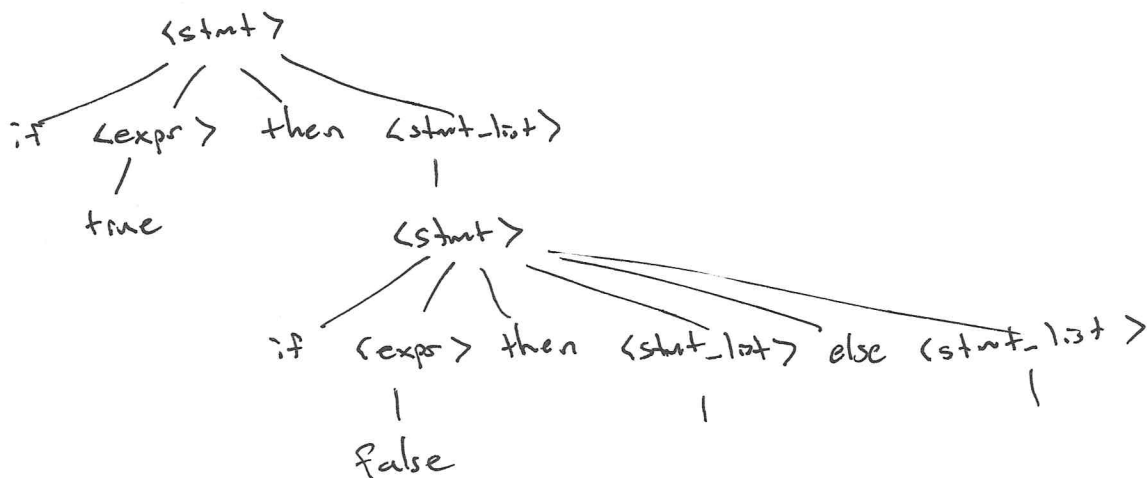 <stmt>
if <expr> then <stmt_list>
true
<stmt>
if <expr> then <stmt_list> else <stmt_list>
false